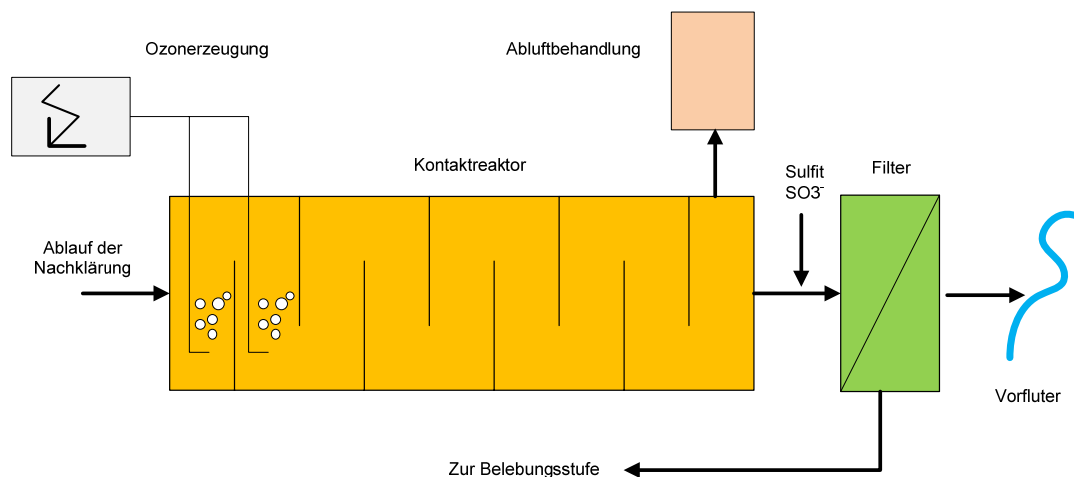 Ozonerzeugung
Abluftbehandlung
Kontaktreaktor
Sulfit
SO3⁻
Filter
Ablauf der
Nachklärung
Vorfluter
Zur Belebungsstufe